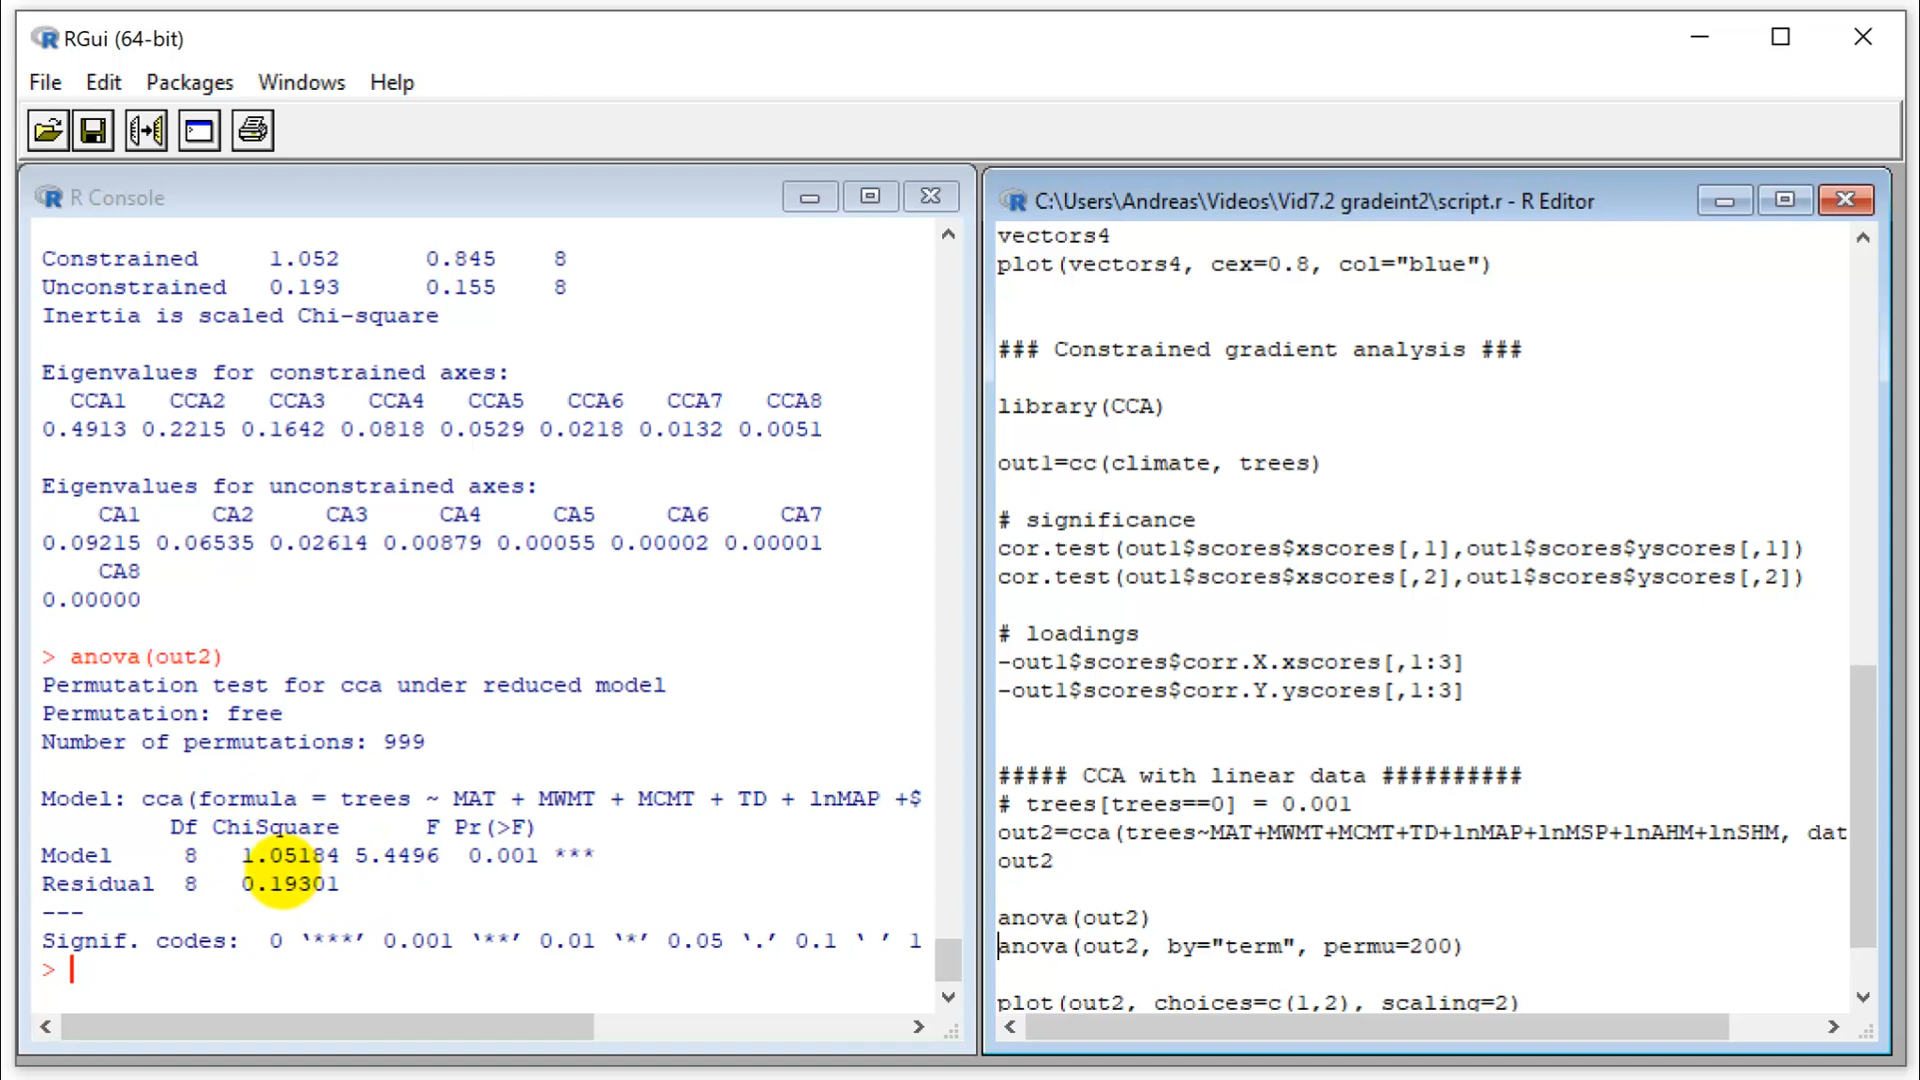 RGui (64-bit)
File Edit Packages Windows Help
R Console
Constrained 1.052 0.845 8
Unconstrained 0.193 0.155 8
Inertia is scaled Chi-square
Eigenvalues for constrained axes:
CCA1 CCA2 CCA3 CCA4 CCA5 CCA6 CCA7 CCA8
0.4913 0.2215 0.1642 0.0818 0.0529 0.0218 0.0132 0.0051
Eigenvalues for unconstrained axes:
CA1 CA2 CA3 CA4 CA5 CA6 CA7
0.09215 0.06535 0.02614 0.00879 0.00055 0.00002 0.00001
CA8
0.00000
> anova(out2)
Permutation test for cca under reduced model
Permutation: free
Number of permutations: 999
Model: cca(formula = trees ~ MAT + MWMT + MCMT + TD + lnMAP +$
Df ChiSquare F Pr(>F)
Model 8 1.05184 5.4496 0.001 ***
Residual 8 0.19301
---
Signif. codes: 0 ‘***’ 0.001 ‘**’ 0.01 ‘*’ 0.05 ‘.’ 0.1 ‘ ’ 1
>
C:\Users\Andreas\Videos\Vid7.2 gradeint2\script.r - R Editor
vectors4
plot(vectors4, cex=0.8, col="blue")
### Constrained gradient analysis ###
library(CCA)
out1=cc(climate, trees)
# significance
cor.test(out1$scores$xscores[,1],out1$scores$yscores[,1])
cor.test(out1$scores$xscores[,2],out1$scores$yscores[,2])
# loadings
-out1$scores$corr.X.xscores[,1:3]
-out1$scores$corr.Y.yscores[,1:3]
##### CCA with linear data ##########
# trees[trees==0] = 0.001
out2=cca(trees~MAT+MWMT+MCMT+TD+lnMAP+lnMSP+lnAHM+lnSHM, dat
out2
anova(out2)
anova(out2, by="term", permu=200)
plot(out2, choices=c(1,2), scaling=2)